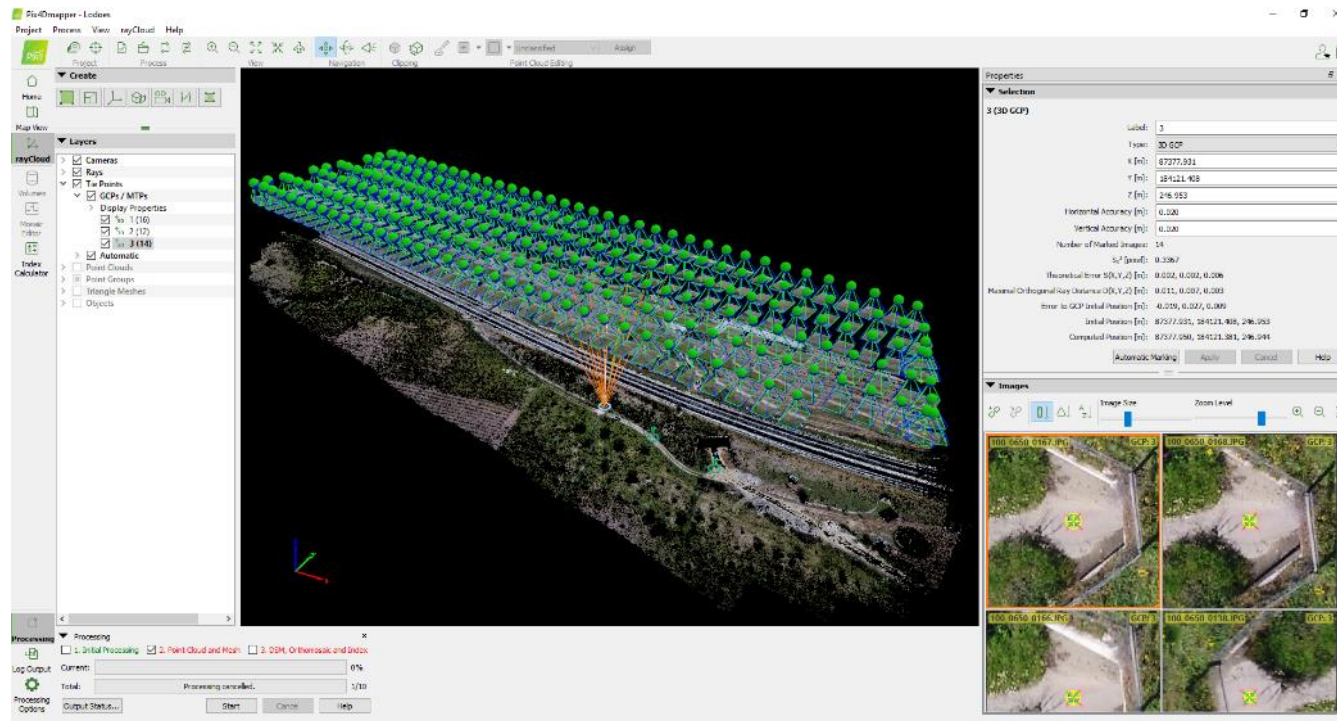 Pix4Dmapper - Lodoes
Project Process View rayCloud Help
Project Process View Navigation Clipping Point Cloud Editing
Unclassified Assign
Home
Map View
rayCloud
Volumes
Mosaic
Editor
Index
Calculator
Processing
Log Output
Processing
Options
Create
Layers
Cameras
Rays
Tie Points
GCPs / MTPs
Display Properties
1 (16)
2 (12)
3 (14)
Automatic
Point Clouds
Point Groups
Triangle Meshes
Objects
Processing
1. Initial Processing 2. Point Cloud and Mesh 3. DSM, Orthomosaic and Index
Current: 0%
Total: Processing cancelled. 1/10
Output Status... Start Cancel Help
Properties
Selection
3 (3D GCP)
Label: 3
Type: 3D GCP
X [m]: 87377.931
Y [m]: 184121.408
Z [m]: 246.953
Horizontal Accuracy [m]: 0.020
Vertical Accuracy [m]: 0.020
Number of Marked Images: 14
S₀² [pixel]: 0.3367
Theoretical Error S(X,Y,Z) [m]: 0.002, 0.002, 0.006
Maximal Orthogonal Ray Distance D(X,Y,Z) [m]: 0.011, 0.007, 0.003
Error to GCP Initial Position [m]: -0.019, 0.027, 0.009
Initial Position [m]: 87377.931, 184121.408, 246.953
Computed Position [m]: 87377.950, 184121.381, 246.944
Automatic Marking Apply Cancel Help
Images
Image Size Zoom Level
100_0650_0167.JPG GCP: 3 100_0650_0168.JPG GCP: 3
100_0650_0166.JPG GCP: 3 100_0650_0138.JPG GCP: 3